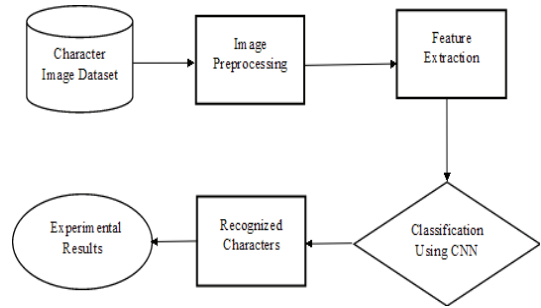 Character
Image Dataset
Image
Preprocessing
Feature
Extraction
Classification
Using CNN
Recognized
Characters
Experimental
Results